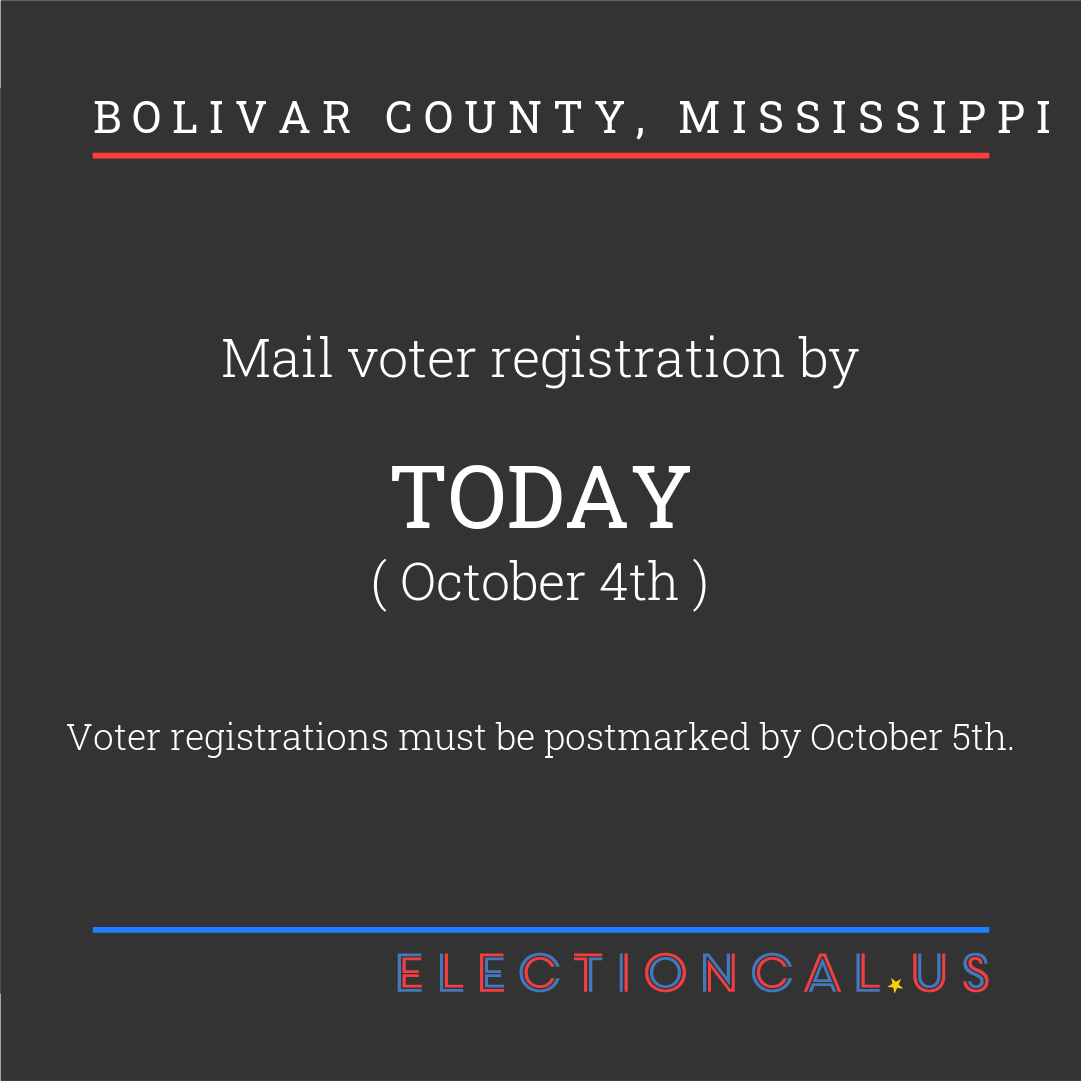 BOLIVAR COUNTY, MISSISSIPPI
Mail voter registration by
TODAY
( October 4th )
Voter registrations must be postmarked by October 5th.
ELECTIONCAL.US